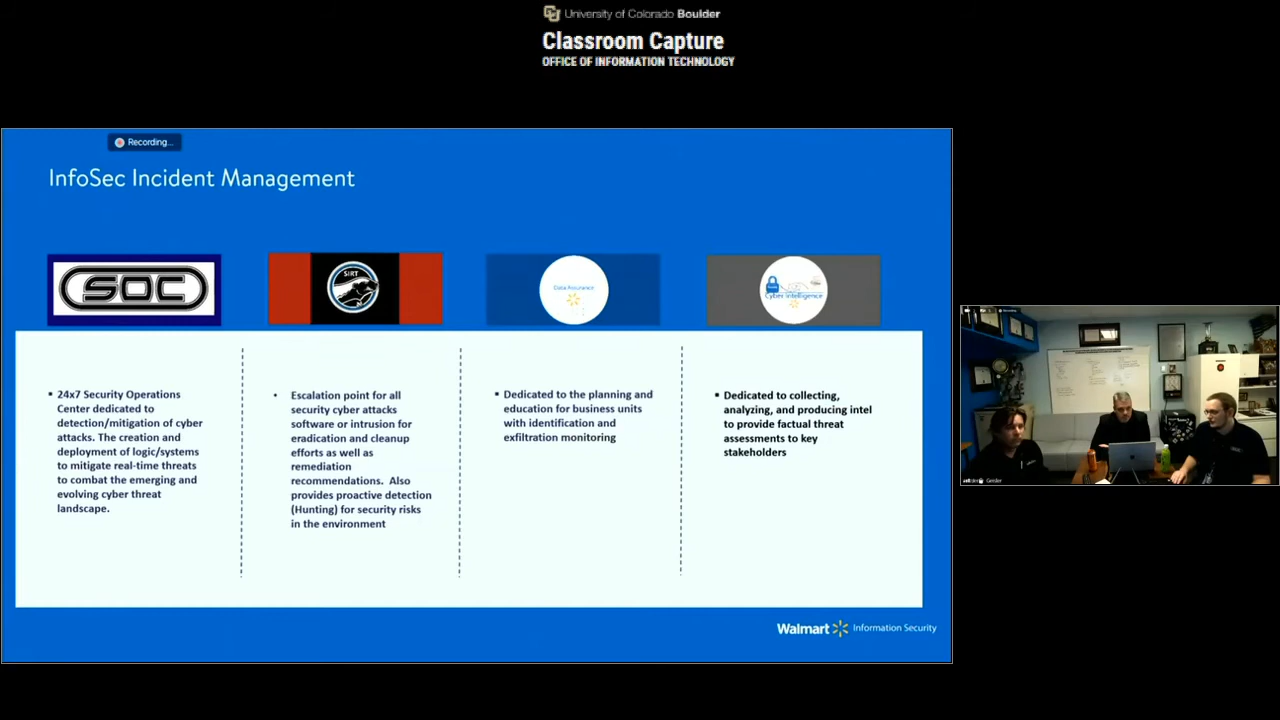 University of Colorado Boulder
Classroom Capture
OFFICE OF INFORMATION TECHNOLOGY
Recording...
InfoSec Incident Management
SOC
SIRT
Data Assurance
Cyber Intelligence
▪ 24x7 Security Operations
Center dedicated to
detection/mitigation of cyber
attacks. The creation and
deployment of logic/systems
to mitigate real-time threats
to combat the emerging and
evolving cyber threat
landscape.
• Escalation point for all
security cyber attacks
software or intrusion for
eradication and cleanup
efforts as well as
remediation
recommendations. Also
provides proactive detection
(Hunting) for security risks
in the environment
▪ Dedicated to the planning and
education for business units
with identification and
exfiltration monitoring
▪ Dedicated to collecting,
analyzing, and producing intel
to provide factual threat
assessments to key
stakeholders
Walmart Information Security